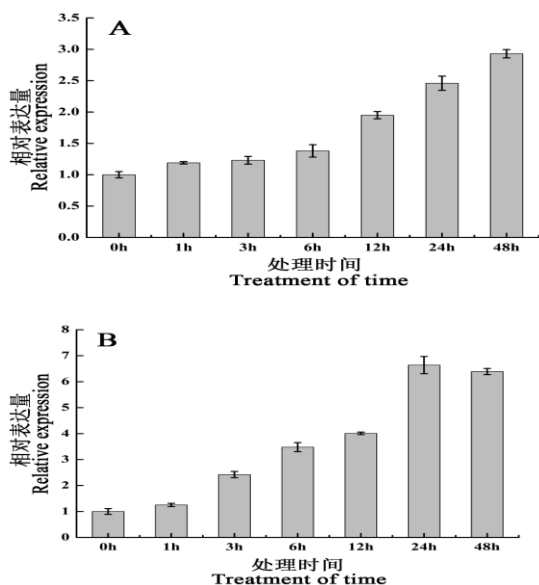 A
3.5
3.0
2.5
2.0
1.5
1.0
0.5
0.0
相对表达量
Relative expression
0h 1h 3h 6h 12h 24h 48h
处理时间
Treatment of time
B
8
7
6
5
4
3
2
1
0
相对表达量
Relative expression
0h 1h 3h 6h 12h 24h 48h
处理时间
Treatment of time